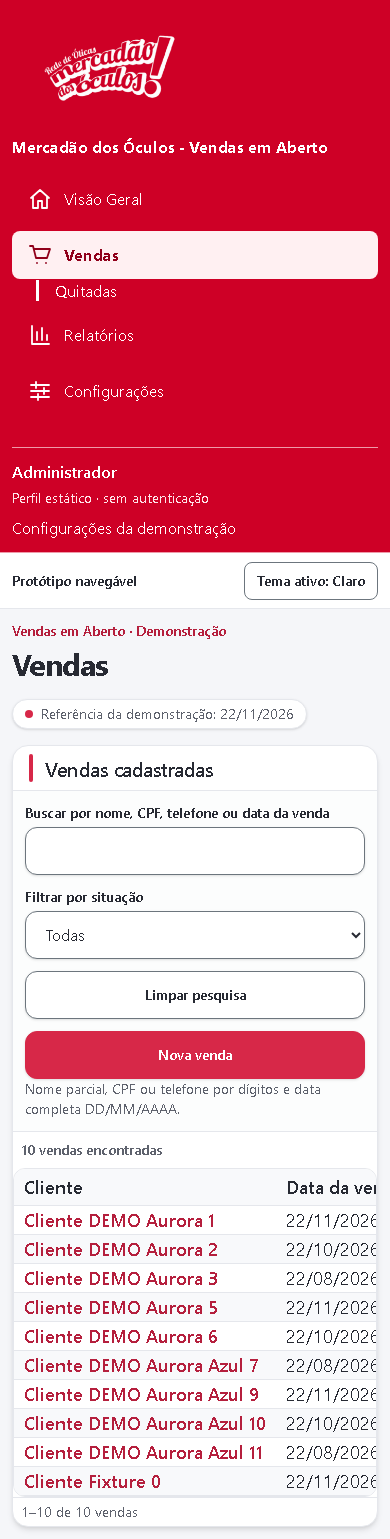 Rede de Óticas
mercadão
dos óculos!
Mercadão dos Óculos - Vendas em Aberto
Visão Geral
Vendas
Quitadas
Relatórios
Configurações
Administrador
Perfil estático · sem autenticação
Configurações da demonstração
Protótipo navegável
Tema ativo: Claro
Vendas em Aberto · Demonstração
Vendas
Referência da demonstração: 22/11/2026
Vendas cadastradas
Buscar por nome, CPF, telefone ou data da venda
Filtrar por situação
Todas
Limpar pesquisa
Nova venda
Nome parcial, CPF ou telefone por dígitos e data
completa DD/MM/AAAA.
10 vendas encontradas
Cliente Data da ven
Cliente DEMO Aurora 1 22/11/2026
Cliente DEMO Aurora 2 22/10/2026
Cliente DEMO Aurora 3 22/08/2026
Cliente DEMO Aurora 5 22/11/2026
Cliente DEMO Aurora 6 22/10/2026
Cliente DEMO Aurora Azul 7 22/08/2026
Cliente DEMO Aurora Azul 9 22/11/2026
Cliente DEMO Aurora Azul 10 22/10/2026
Cliente DEMO Aurora Azul 11 22/08/2026
Cliente Fixture 0 22/11/2026
1–10 de 10 vendas